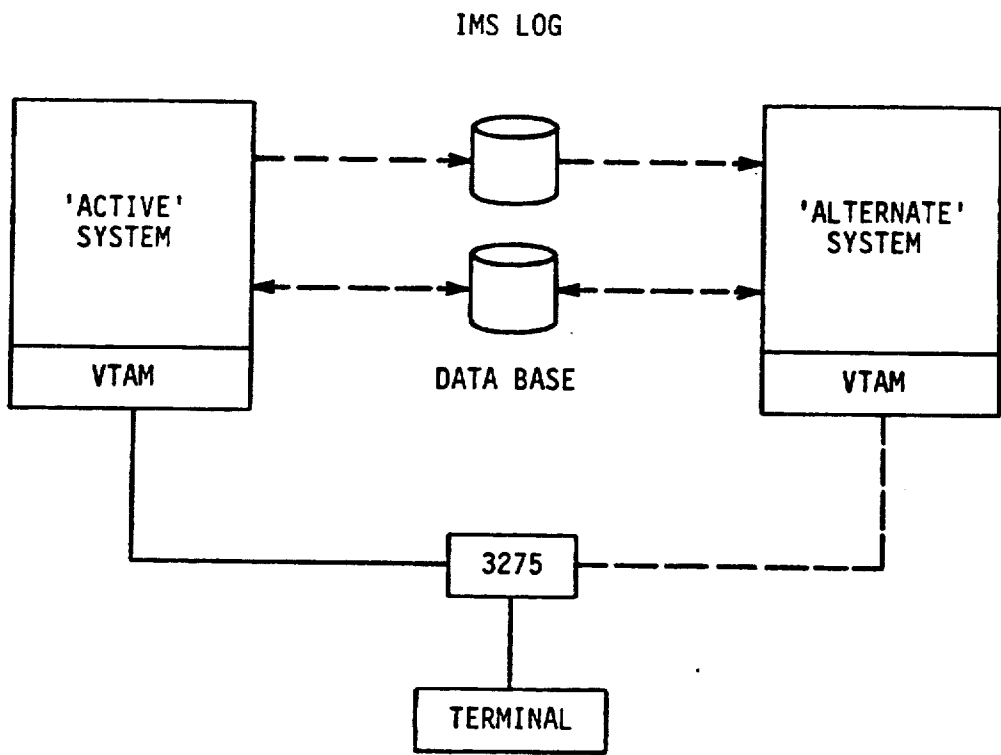 IMS LOG
'ACTIVE'
SYSTEM
'ALTERNATE'
SYSTEM
DATA BASE
VTAM
VTAM
3275
TERMINAL